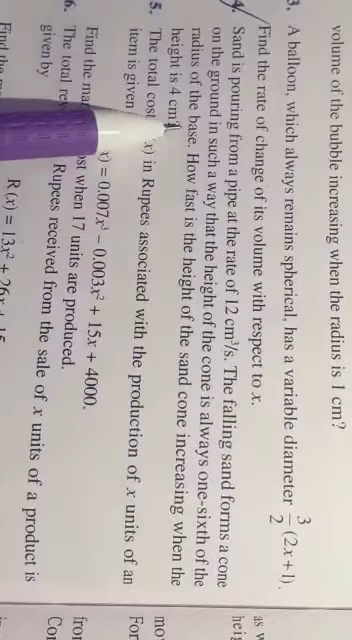 volume of the bubble increasing when the radius is 1 cm?
3. A balloon, which always remains spherical, has a variable diameter 3/2 (2x+1).
Find the rate of change of its volume with respect to x.
4. Sand is pouring from a pipe at the rate of 12 cm³/s. The falling sand forms a cone
on the ground in such a way that the height of the cone is always one-sixth of the
radius of the base. How fast is the height of the sand cone increasing when the
height is 4 cm
5. The total cost x) in Rupees associated with the production of x units of an
item is given
x) = 0.007x³ – 0.003x² + 15x + 4000.
Find the ost when 17 units are produced.
6. The total Rupees received from the sale of x units of a product is
given by
R (x) = 13x² + 26x + 15
Find the
as w
heig
mo
For
from
Co